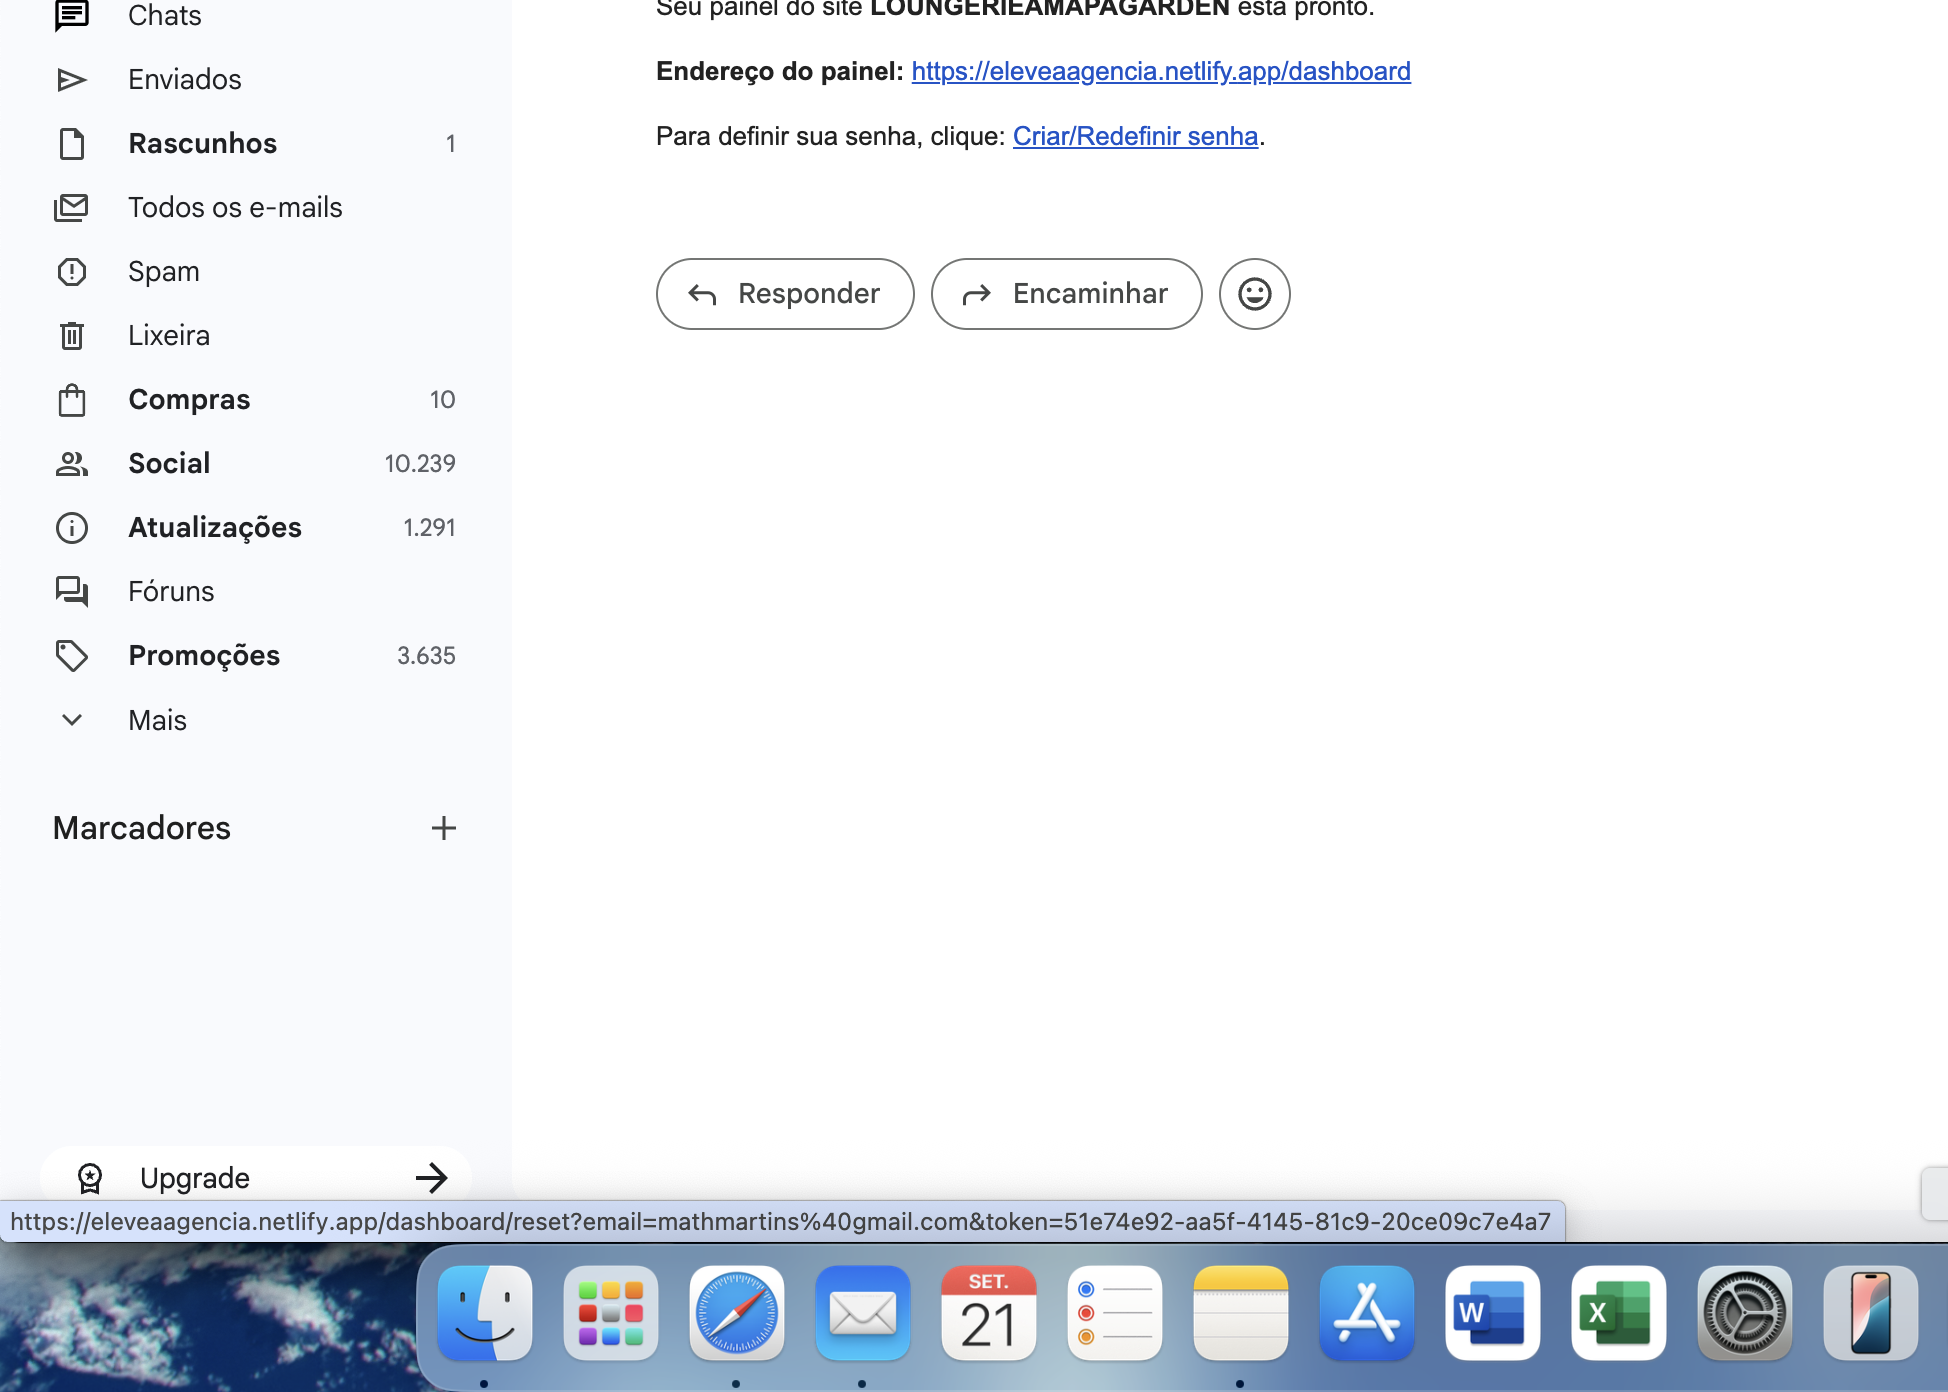 Chats
Enviados
Rascunhos 1
Todos os e-mails
Spam
Lixeira
Compras 10
Social 10.239
Atualizações 1.291
Fóruns
Promoções 3.635
Mais
Marcadores
Upgrade
Seu painel do site LOUNGERIEAMAPAGARDEN está pronto.
Endereço do painel: https://eleveaagencia.netlify.app/dashboard
Para definir sua senha, clique: Criar/Redefinir senha.
Responder
Encaminhar
https://eleveaagencia.netlify.app/dashboard/reset?email=mathmartins%40gmail.com&token=51e74e92-aa5f-4145-81c9-20ce09c7e4a7
SET.
21
W
X